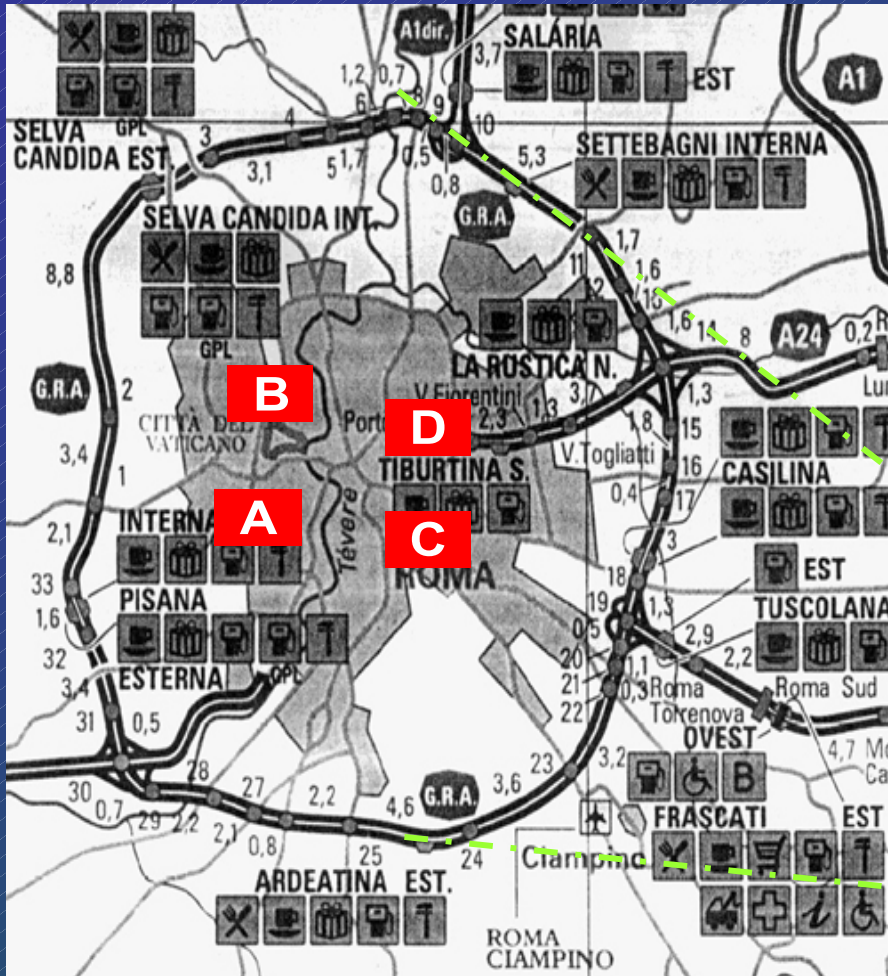 A1dir.
SALARIA
3,7
EST
A1
1,2
0,7
GPL
SELVA
CANDIDA EST
3
4
6
8
9
10
3,1
5
1,7
0,5
0,8
5,3
SETTEBAGNI INTERNA
G.R.A.
SELVA CANDIDA INT.
8,8
GPL
11
1,7
1,6
1,6
14
8
A24
0,2
LA RUSTICA N.
G.R.A.
2
B
CITTÀ DEL
VATICANO
V.Fiorentini
D
2,3
1,3
3,7
1,3
1,8
15
V.Togliatti
3,4
1
TIBURTINA S.
16
CASILINA
0,4
17
2,1
INTERNA
A
Tévere
C
ROMA
3
33
PISANA
18
EST
1,6
19
1,3
TUSCOLANA
0,5
2,9
32
ESTERNA
GPL
20
1,1
2,2
21
0,3
Roma
Torrenova
Roma Sud
22
3,4
31
0,5
OVEST
4,7
3,2
B
23
3,6
G.R.A.
30
28
27
2,2
4,6
0,7
29
2,2
2,1
0,8
25
24
FRASCATI
EST
Ciampino
ARDEATINA EST.
i
ROMA
CIAMPINO